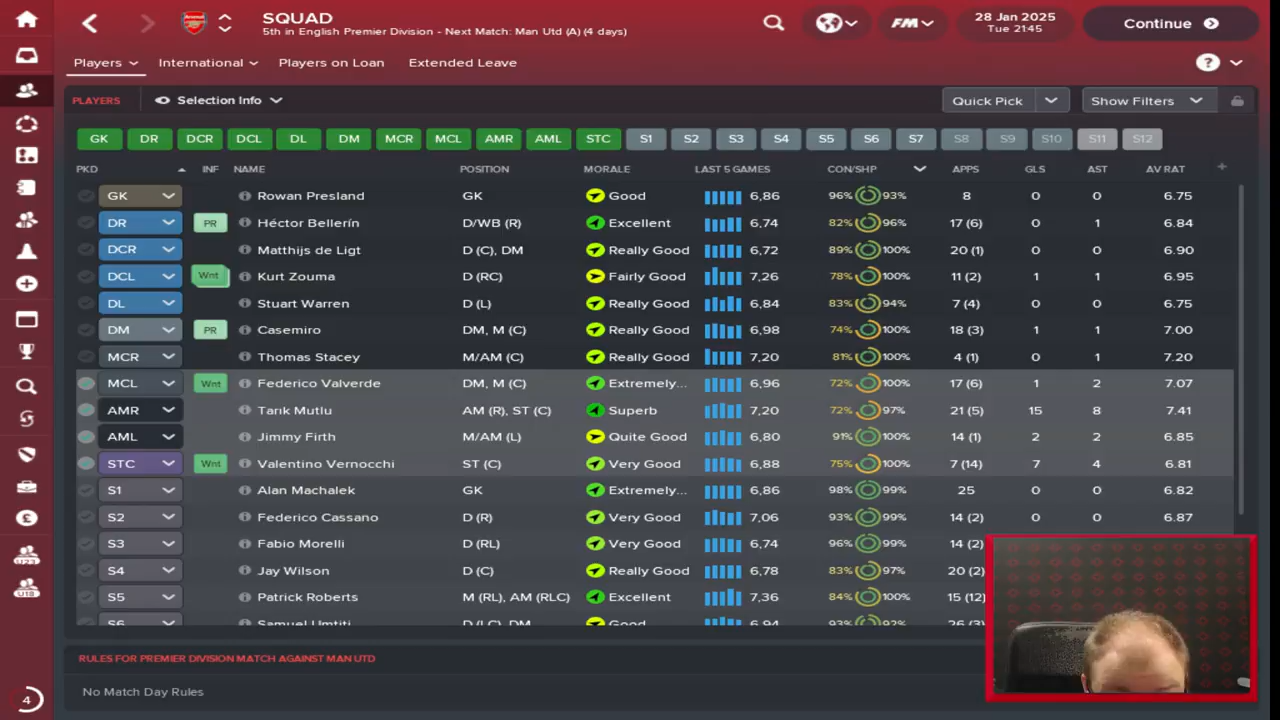 SQUAD
5th in English Premier Division - Next Match: Man Utd (A) (4 days)
FM
28 Jan 2025
Tue 21:45
Continue
Players International Players on Loan Extended Leave ?
PLAYERS Selection Info Quick Pick Show Filters
GK DR DCR DCL DL DM MCR MCL AMR AML STC S1 S2 S3 S4 S5 S6 S7 S8 S9 S10 S11 S12
PKD INF NAME POSITION MORALE LAST 5 GAMES CON/SHP APPS GLS AST AV RAT
GK Rowan Presland GK Good 6,86 96% 93% 8 0 0 6.75
DR PR Héctor Bellerín D/WB (R) Excellent 6,74 82% 96% 17 (6) 0 1 6.84
DCR Matthijs de Ligt D (C), DM Really Good 6,72 89% 100% 20 (1) 0 1 6.90
DCL Wnt Kurt Zouma D (RC) Fairly Good 7,26 78% 100% 11 (2) 1 1 6.95
DL Stuart Warren D (L) Really Good 6,84 83% 94% 7 (4) 0 0 6.75
DM PR Casemiro DM, M (C) Really Good 6,98 74% 100% 18 (3) 1 1 7.00
MCR Thomas Stacey M/AM (C) Really Good 7,20 81% 100% 4 (1) 0 1 7.20
MCL Wnt Federico Valverde DM, M (C) Extremely... 6,96 72% 100% 17 (6) 1 2 7.07
AMR Tarık Mutlu AM (R), ST (C) Superb 7,20 72% 97% 21 (5) 15 8 7.41
AML Jimmy Firth M/AM (L) Quite Good 6,80 91% 100% 14 (1) 2 2 6.85
STC Wnt Valentino Vernocchi ST (C) Very Good 6,88 75% 100% 7 (14) 7 4 6.81
S1 Alan Machalek GK Extremely... 6,86 98% 99% 25 0 0 6.82
S2 Federico Cassano D (R) Very Good 7,06 93% 99% 14 (2) 0 0 6.87
S3 Fabio Morelli D (RL) Very Good 6,74 96% 99% 14 (2)
S4 Jay Wilson D (C) Really Good 6,78 83% 97% 20 (2)
S5 Patrick Roberts M (RL), AM (RLC) Excellent 7,36 84% 100% 15 (12)
S6 Samuel Umtiti D (LC), DM Good 6,94 93% 92% 26 (3)
RULES FOR PREMIER DIVISION MATCH AGAINST MAN UTD
No Match Day Rules
U23
U18
4